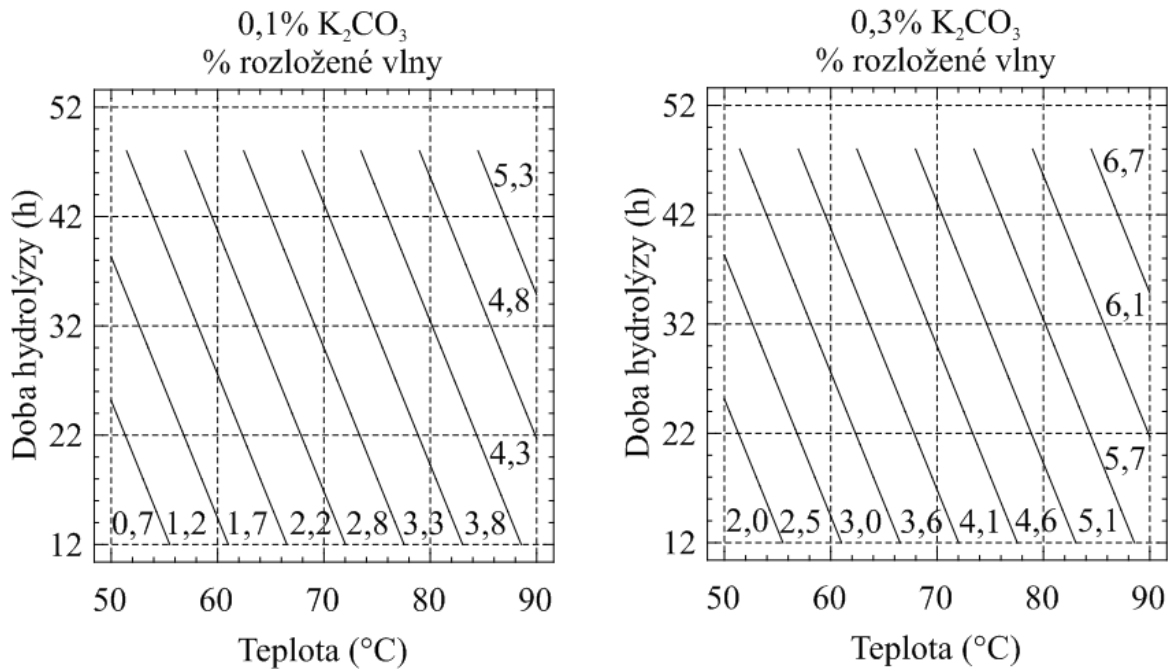 0,1% K₂CO₃
% rozložené vlny
52
42
32
22
12
Doba hydrolýzy (h)
5,3
4,8
4,3
0,7 1,2 1,7 2,2 2,8 3,3 3,8
50 60 70 80 90
Teplota (°C)
0,3% K₂CO₃
% rozložené vlny
52
42
32
22
12
Doba hydrolýzy (h)
6,7
6,1
5,7
2,0 2,5 3,0 3,6 4,1 4,6 5,1
50 60 70 80 90
Teplota (°C)